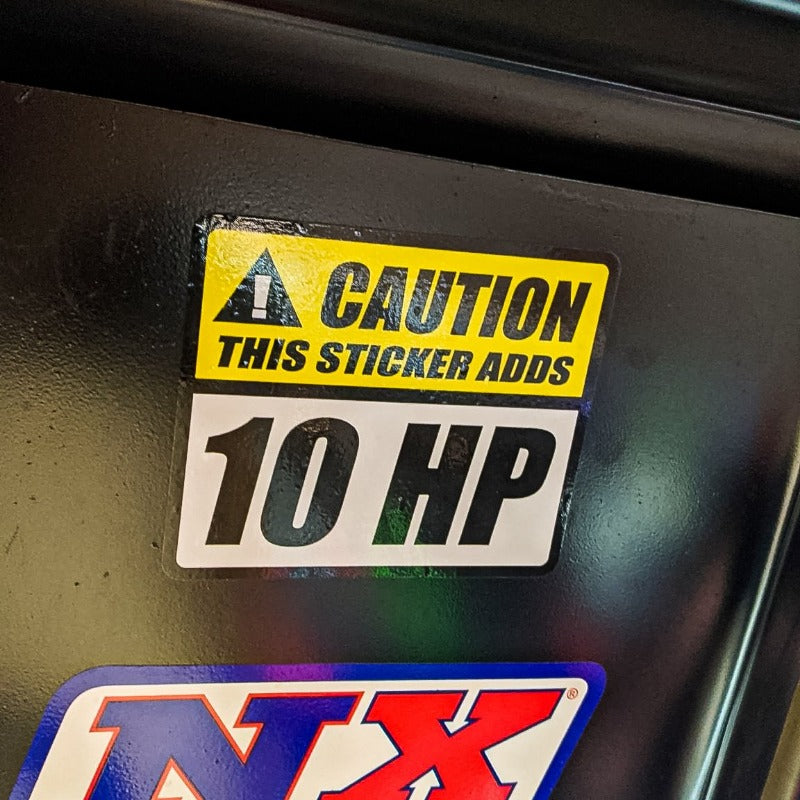 ! CAUTION
THIS STICKER ADDS
10 HP
NX®